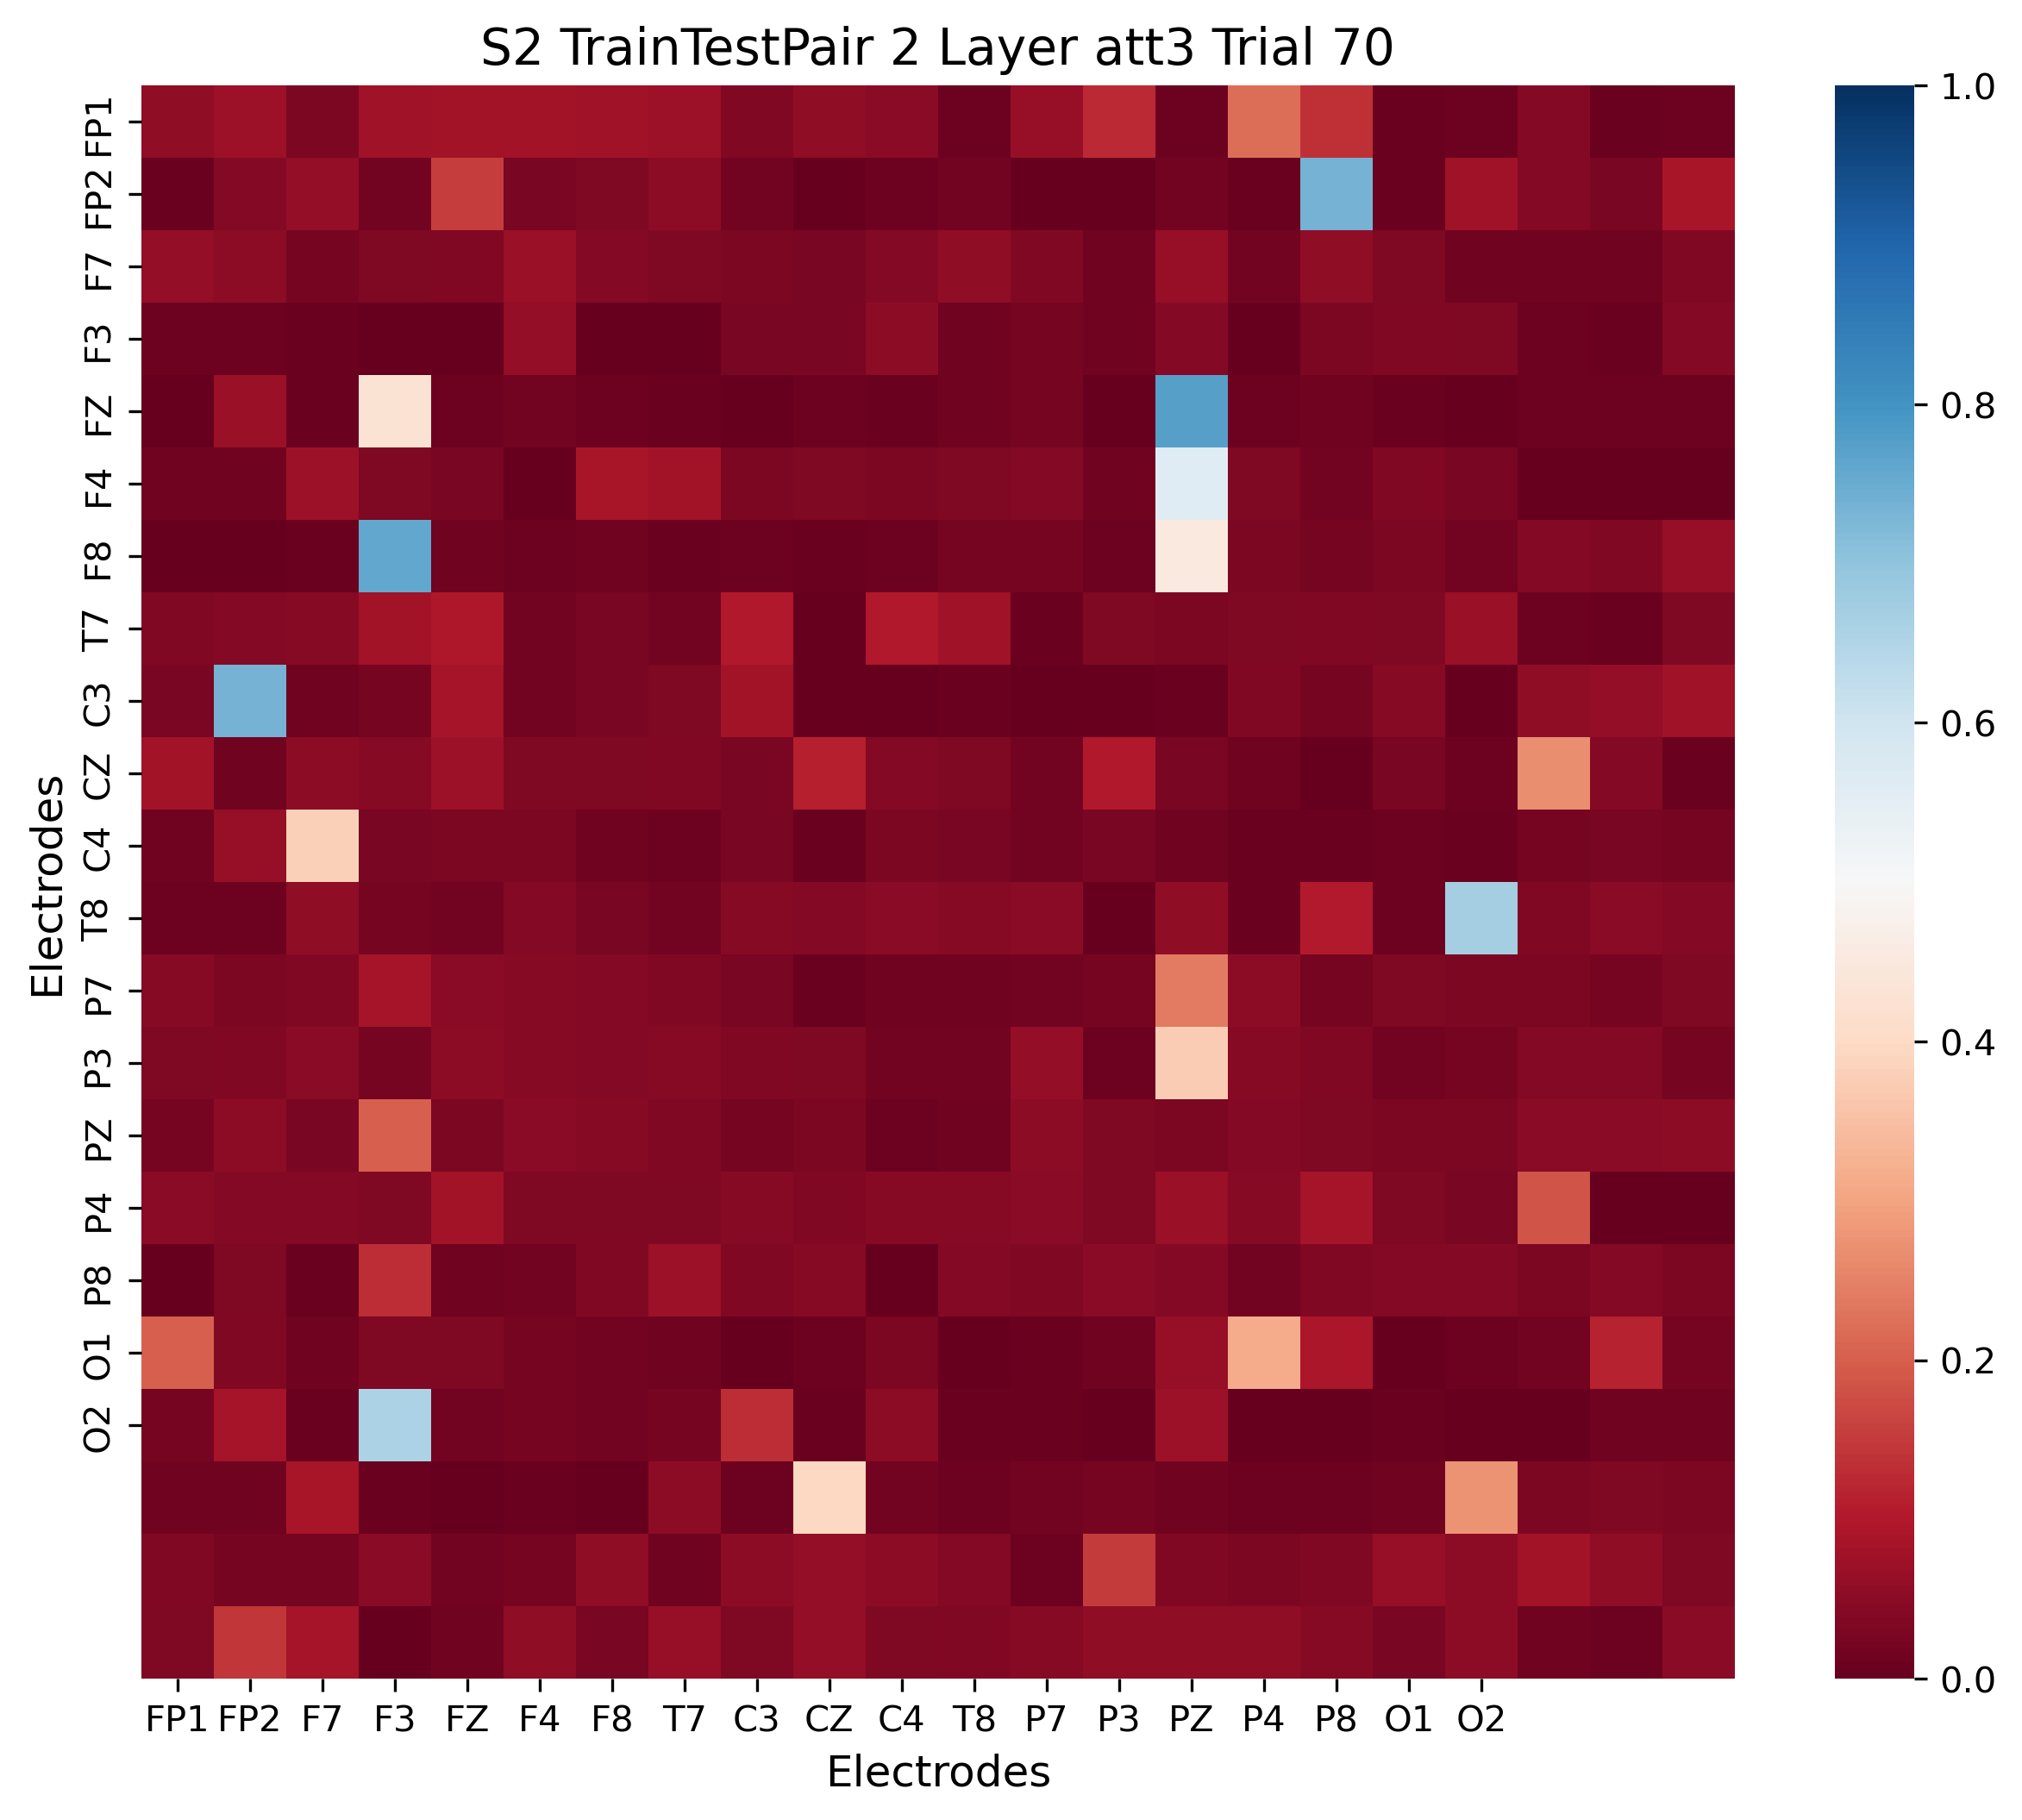 S2 TrainTestPair 2 Layer att3 Trial 70
Electrodes
FP1
FP2
F7
F3
FZ
F4
F8
T7
C3
CZ
C4
T8
P7
P3
PZ
P4
P8
O1
O2
FP1 FP2 F7 F3 FZ F4 F8 T7 C3 CZ C4 T8 P7 P3 PZ P4 P8 O1 O2
Electrodes
1.0
0.8
0.6
0.4
0.2
0.0